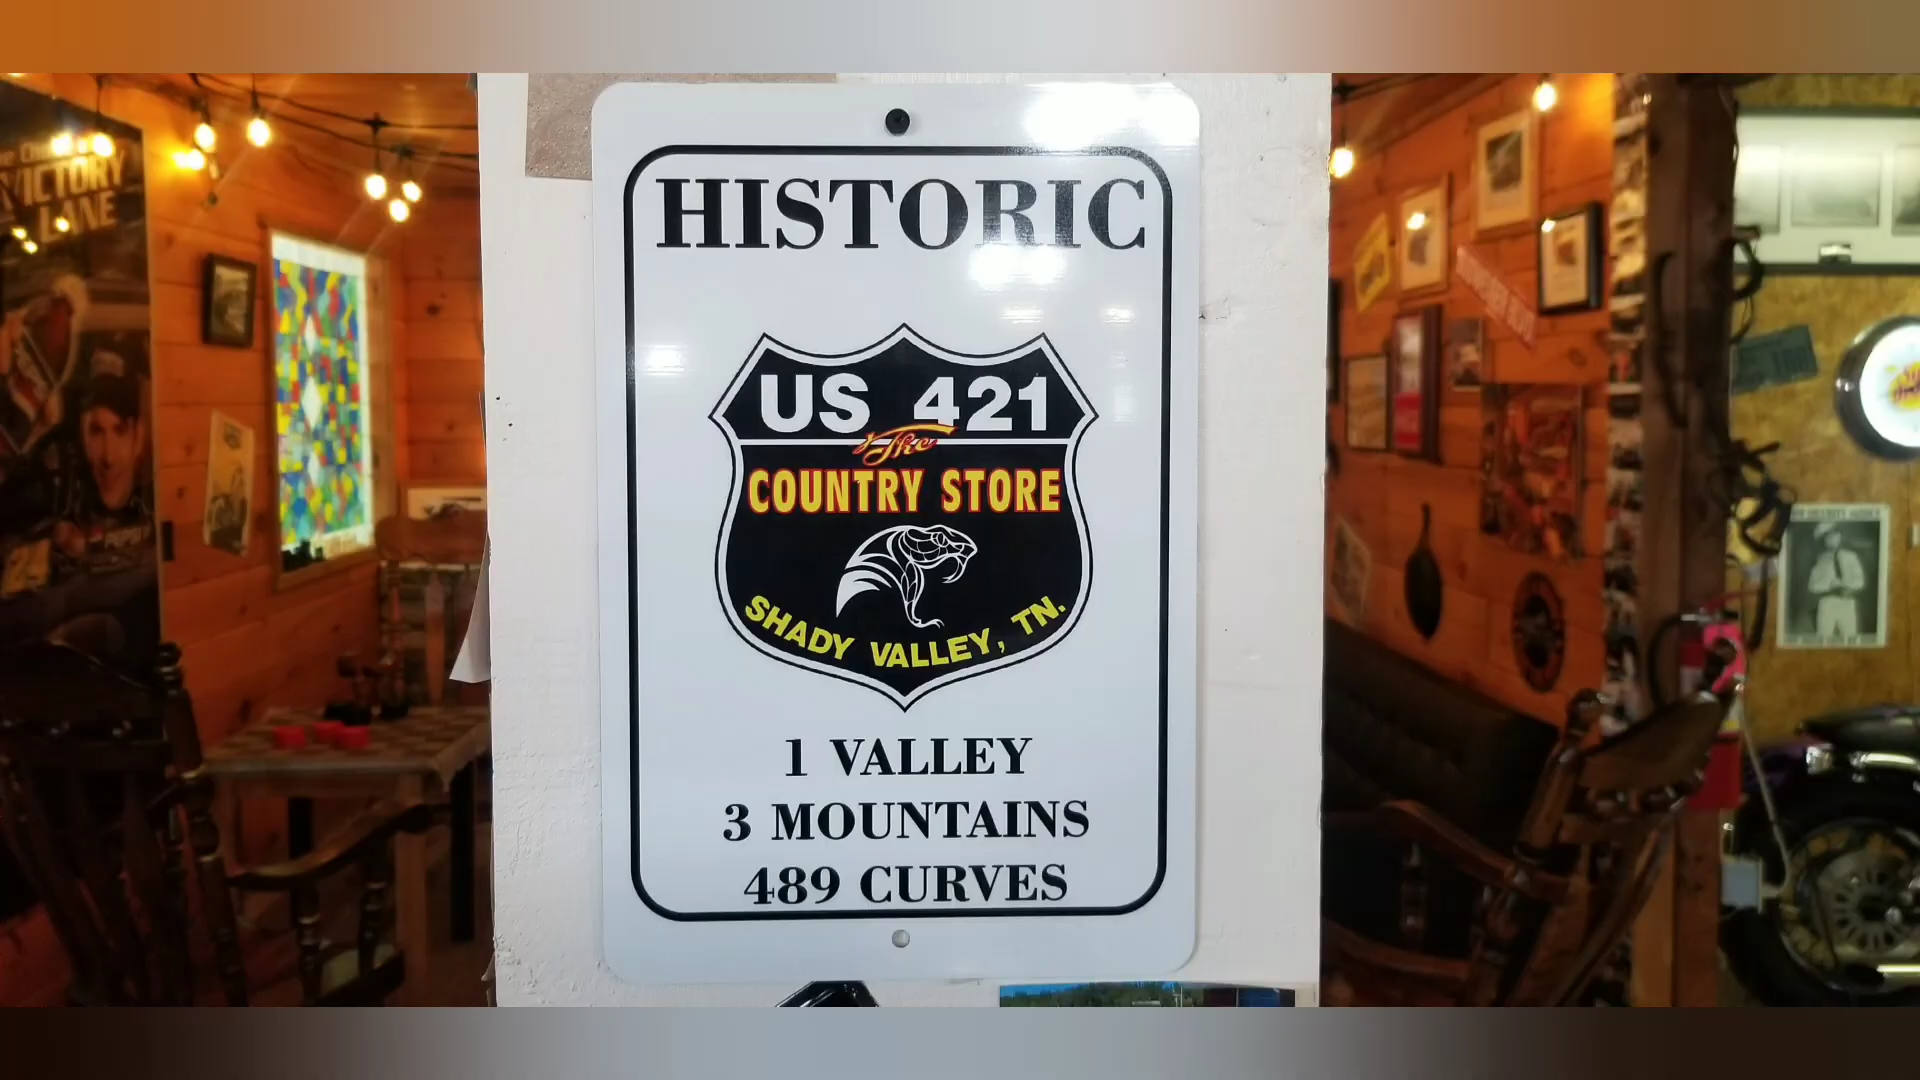 VICTORY
LANE
HISTORIC
US 421
The
COUNTRY STORE
SHADY VALLEY, TN.
1 VALLEY
3 MOUNTAINS
489 CURVES